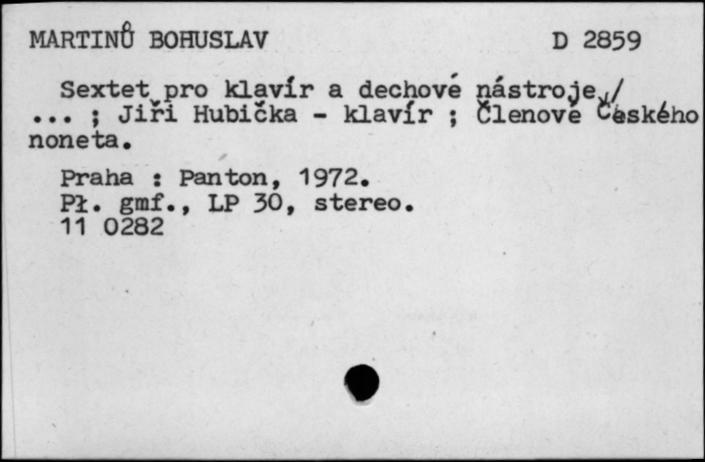 MARTINŮ BOHUSLAV D 2859
Sextet pro klavír a dechové nástroje /
... ; Jiří Hubička - klavír ; Členové Českého
noneta.
Praha : Panton, 1972.
Pł. gmf., LP 30, stereo.
11 0282